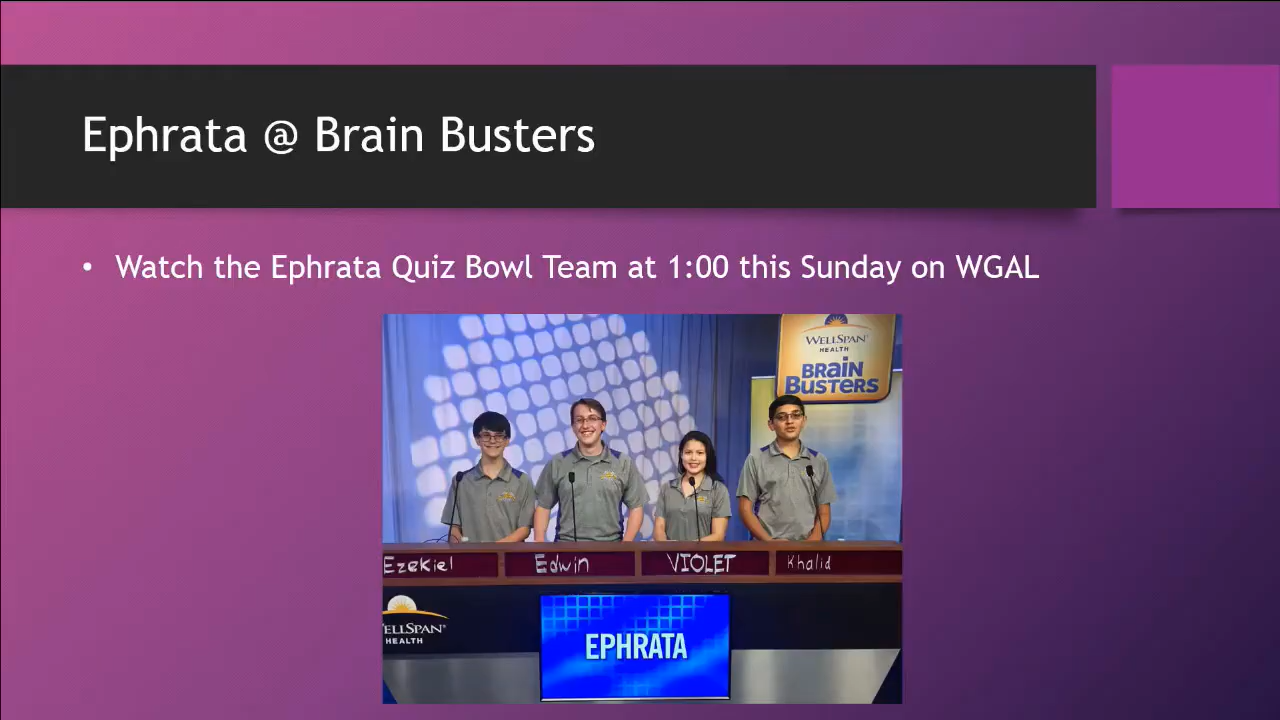 Ephrata @ Brain Busters
• Watch the Ephrata Quiz Bowl Team at 1:00 this Sunday on WGAL
WELLSPAN
HEALTH
BRAIN
BUSTERS
Ezekiel
Edwin
VIOLET
Khalid
ELLSPAN
HEALTH
EPHRATA